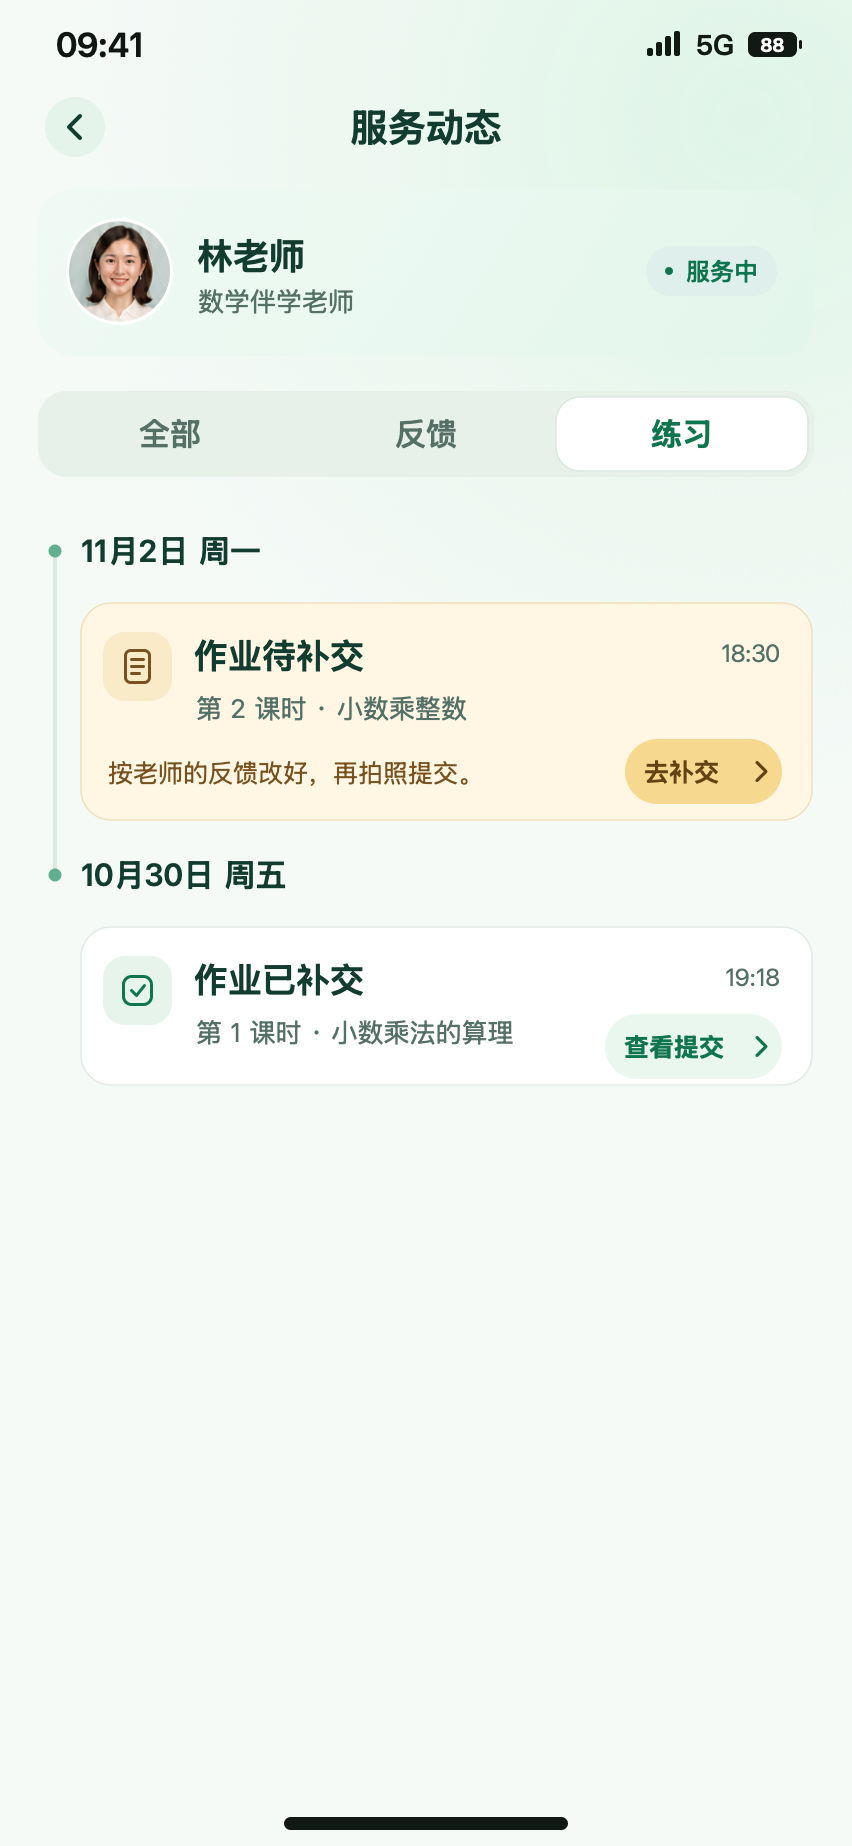 09:41
5G 88
服务动态
林老师
数学伴学老师
服务中
全部 反馈 练习
11月2日 周一
作业待补交
18:30
第 2 课时 · 小数乘整数
按老师的反馈改好，再拍照提交。
去补交
10月30日 周五
作业已补交
19:18
第 1 课时 · 小数乘法的算理
查看提交